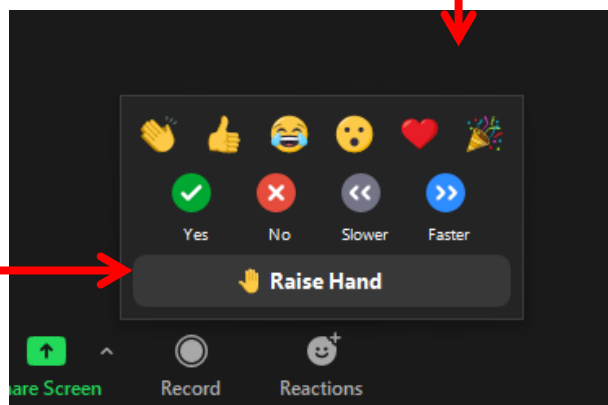 Yes No Slower Faster
Raise Hand
are Screen Record Reactions